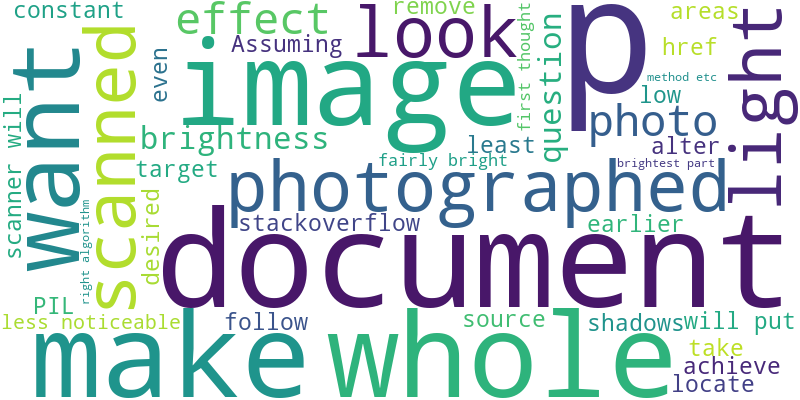 constant
effect
remove
look
areas
Assuming
even
p
href
first thought
question
light
scanned
image
want
method etc
low
photo
scanner will
brightness
least
alter
target
fairly bright
brightest part
photographed
desired
right algorithm
stackoverflow
earlier
document
PIL
less noticeable
follow
source
shadows
will put
make
whole
take
achieve
locate